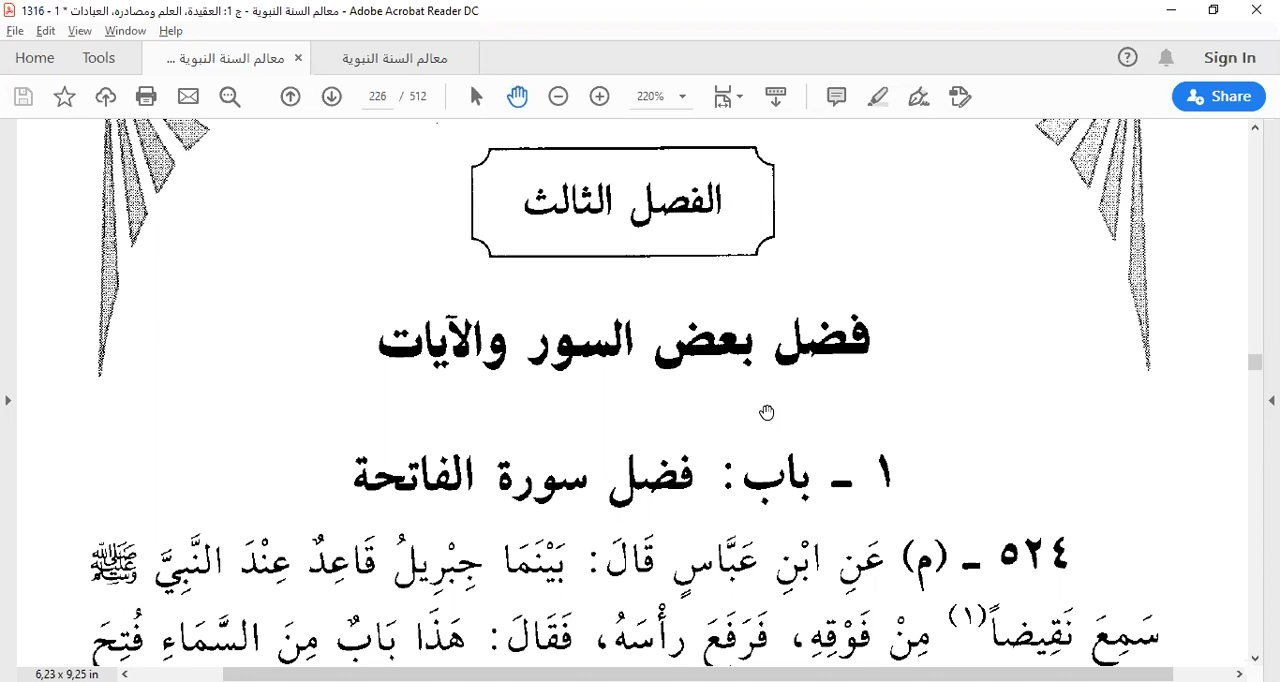 معالم السنة النبوية - ج 1: العقيدة، العلم ومصادره، العبادات * 1 - 1316 - Adobe Acrobat Reader DC
File Edit View Window Help
Home Tools معالم السنة النبوية ... × معالم السنة النبوية Sign In
226 / 512 220% Share
الفصل الثالث
فضل بعض السور والآيات
١ ـ باب: فضل سورة الفاتحة
٥٢٤ ـ (م) عَنِ ابْنِ عَبَّاسٍ قَالَ: بَيْنَمَا جِبْرِيلُ قَاعِدٌ عِنْدَ النَّبِيِّ ﷺ
سَمِعَ نَقِيضاً(١) مِنْ فَوْقِهِ، فَرَفَعَ رأْسَهُ، فَقَالَ: هَذَا بَابٌ مِنَ السَّمَاءِ فُتِحَ
6,23 x 9,25 in